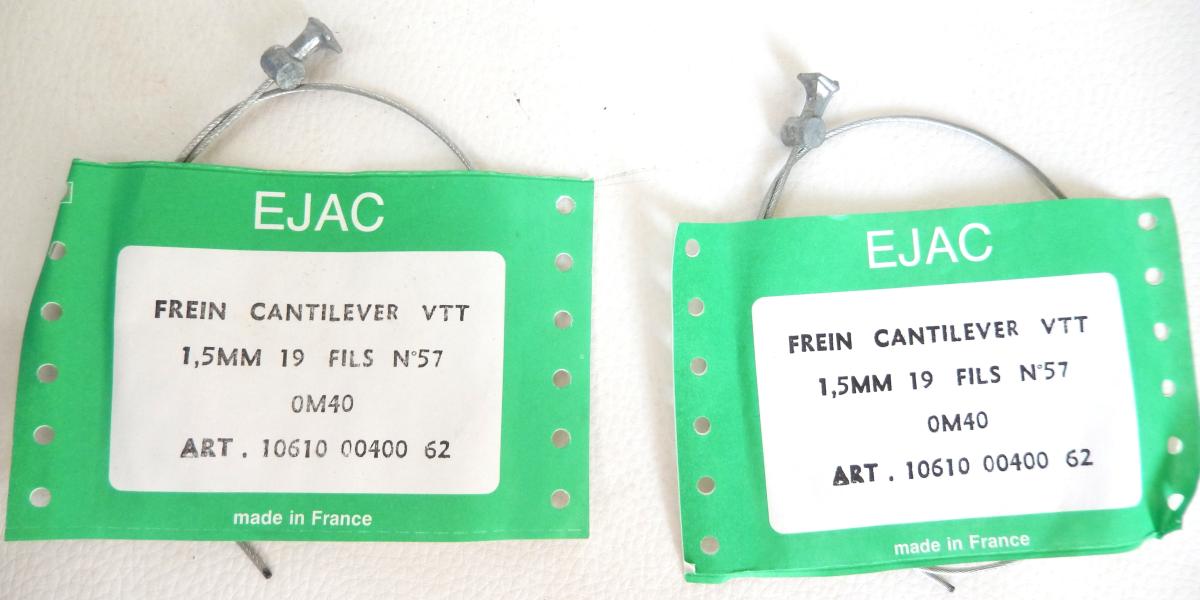 EJAC
FREIN CANTILEVER VTT
1,5MM 19 FILS N°57
0M40
ART. 10610 00400 62
made in France
EJAC
FREIN CANTILEVER VTT
1,5MM 19 FILS N°57
0M40
ART. 10610 00400 62
made in France